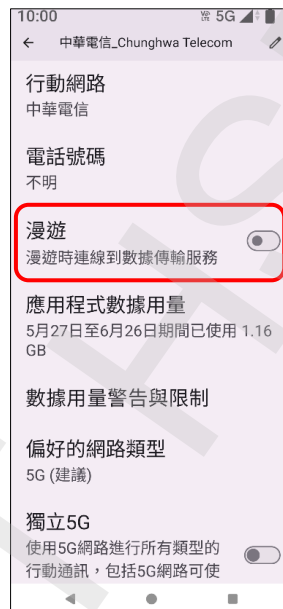 10:00 VoLTE 5G
中華電信_Chunghwa Telecom
行動網路
中華電信
電話號碼
不明
漫遊
漫遊時連線到數據傳輸服務
應用程式數據用量
5月27日至6月26日期間已使用 1.16
GB
數據用量警告與限制
偏好的網路類型
5G (建議)
獨立5G
使用5G網路進行所有類型的
行動通訊，包括5G網路可使